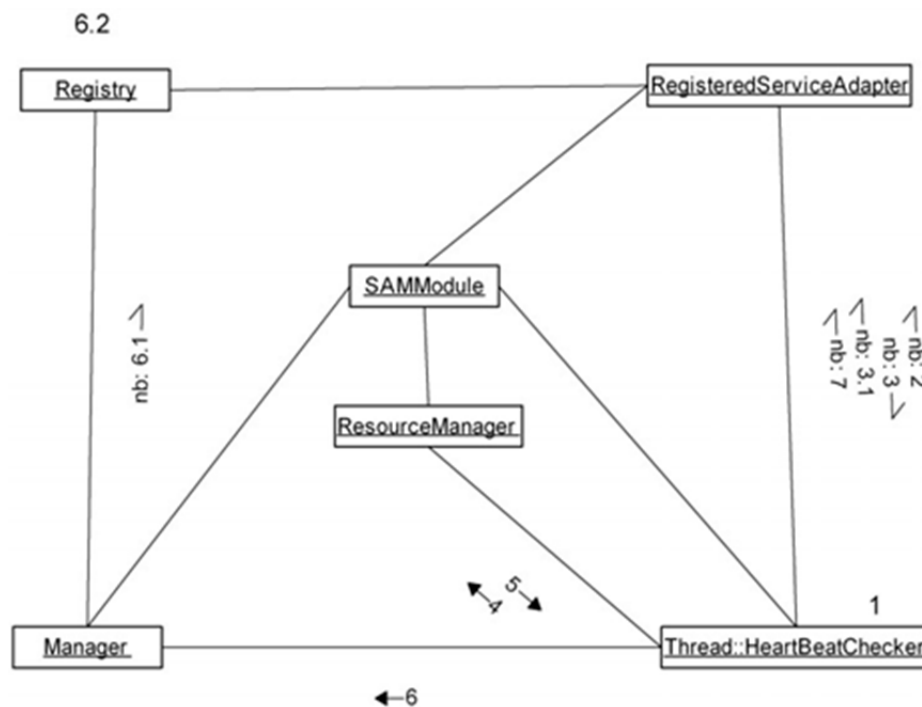 6.2
Registry
RegisteredServiceAdapter
SAMModule
nb: 6.1
nb: 7
nb: 3.1
nb: 3
nb: 2
ResourceManager
4
5
1
Manager
Thread::HeartBeatChecker
6